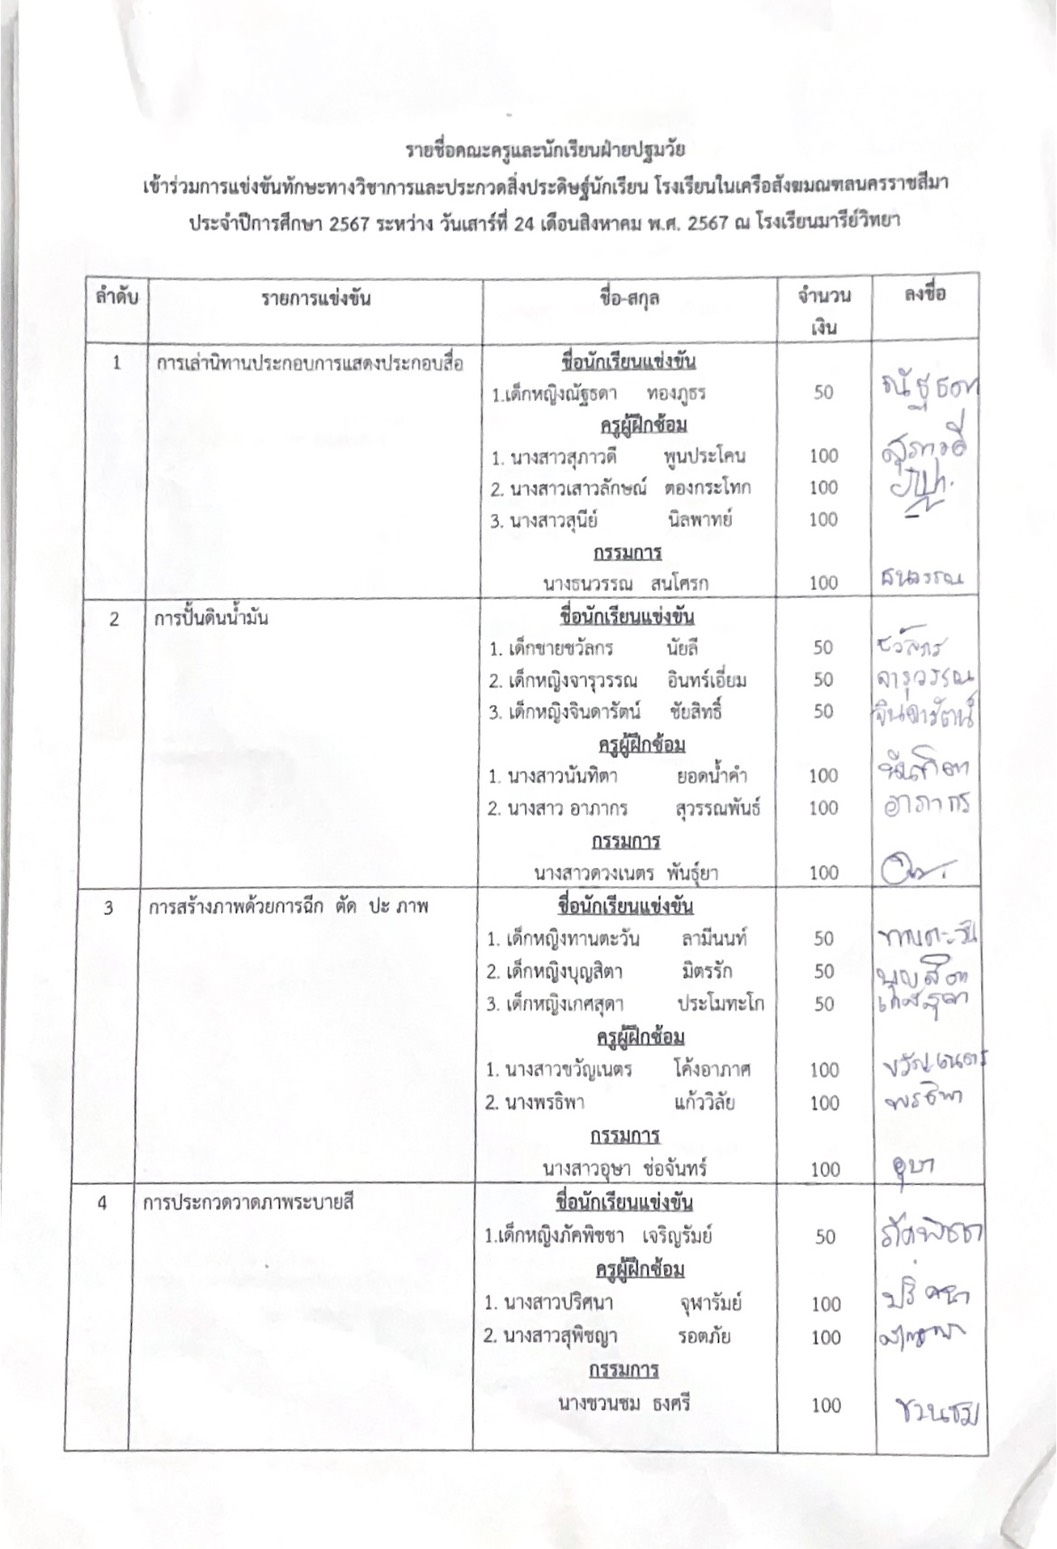 รายชื่อคณะครูและนักเรียนฝ่ายปฐมวัย
เข้าร่วมการแข่งขันทักษะทางวิชาการและประกวดสิ่งประดิษฐ์นักเรียน โรงเรียนในเครือสังฆมณฑลนครราชสีมา
ประจำปีการศึกษา 2567 ระหว่าง วันเสาร์ที่ 24 เดือนสิงหาคม พ.ศ. 2567 ณ โรงเรียนมารีย์วิทยา
ลำดับ รายการแข่งขัน ชื่อ-สกุล จำนวน ลงชื่อ
เงิน
1 การเล่านิทานประกอบการแสดงประกอบสื่อ ชื่อนักเรียนแข่งขัน
1.เด็กหญิงณัฐธดา ทองภูธร 50 ณัฐธดา
ครูผู้ฝึกซ้อม
1. นางสาวสุภาวดี พูนประโคน 100 สุภาวดี
2. นางสาวเสาวลักษณ์ ตองกระโทก 100
3. นางสาวสุนีย์ นิลพาทย์ 100
กรรมการ
นางธนวรรณ สนโศรก 100 ธนวรรณ
2 การปั้นดินน้ำมัน ชื่อนักเรียนแข่งขัน
1. เด็กชายชวัลกร นัยลี 50 ชวัลกร
2. เด็กหญิงจารุวรรณ อินทร์เอี่ยม 50 จารุวรรณ
3. เด็กหญิงจินดารัตน์ ชัยสิทธิ์ 50 จินดารัตน์
ครูผู้ฝึกซ้อม
1. นางสาวนันทิตา ยอดน้ำคำ 100 นันทิตา
2. นางสาว อาภากร สุวรรณพันธ์ 100 อาภากร
กรรมการ
นางสาวดวงเนตร พันธุ์ยา 100
3 การสร้างภาพด้วยการฉีก ตัด ปะ ภาพ ชื่อนักเรียนแข่งขัน
1. เด็กหญิงทานตะวัน ลามีนนท์ 50 ทานตะวัน
2. เด็กหญิงบุญสิตา มิตรรัก 50 บุญสิตา
3. เด็กหญิงเกศสุดา ประโมทะโก 50 เกศสุดา
ครูผู้ฝึกซ้อม
1. นางสาวขวัญเนตร โค้งอาภาศ 100 ขวัญเนตร
2. นางพรธิพา แก้ววิลัย 100 พรธิพา
กรรมการ
นางสาวอุษา ช่อจันทร์ 100 อุษา
4 การประกวดวาดภาพระบายสี ชื่อนักเรียนแข่งขัน
1.เด็กหญิงภัคพิชชา เจริญรัมย์ 50 ภัคพิชชา
ครูผู้ฝึกซ้อม
1. นางสาวปริศนา จุฬารัมย์ 100 ปริศนา
2. นางสาวสุพิชญา รอตภัย 100
กรรมการ
นางชวนชม ธงศรี 100 ชวนชม